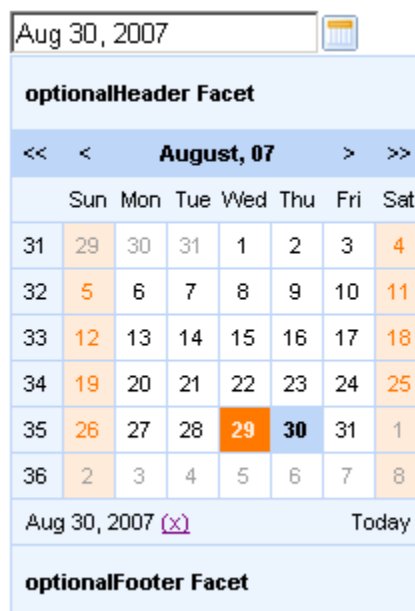 Aug 30, 2007
optionalHeader Facet
<< < August, 07 > >>
Sun Mon Tue Wed Thu Fri Sat
31 29 30 31 1 2 3 4
32 5 6 7 8 9 10 11
33 12 13 14 15 16 17 18
34 19 20 21 22 23 24 25
35 26 27 28 29 30 31 1
36 2 3 4 5 6 7 8
Aug 30, 2007 (x) Today
optionalFooter Facet